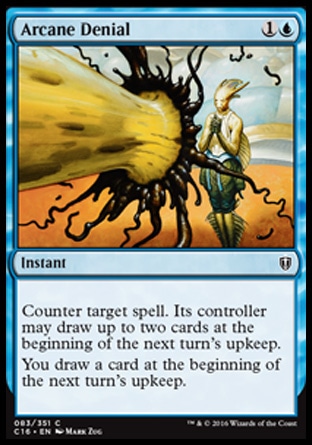 Arcane Denial 1
Instant
Counter target spell. Its controller
may draw up to two cards at the
beginning of the next turn's upkeep.
You draw a card at the beginning
of the next turn's upkeep.
083/351 C
C16 • EN Mark Zug
™ & © 2016 Wizards of the Coast